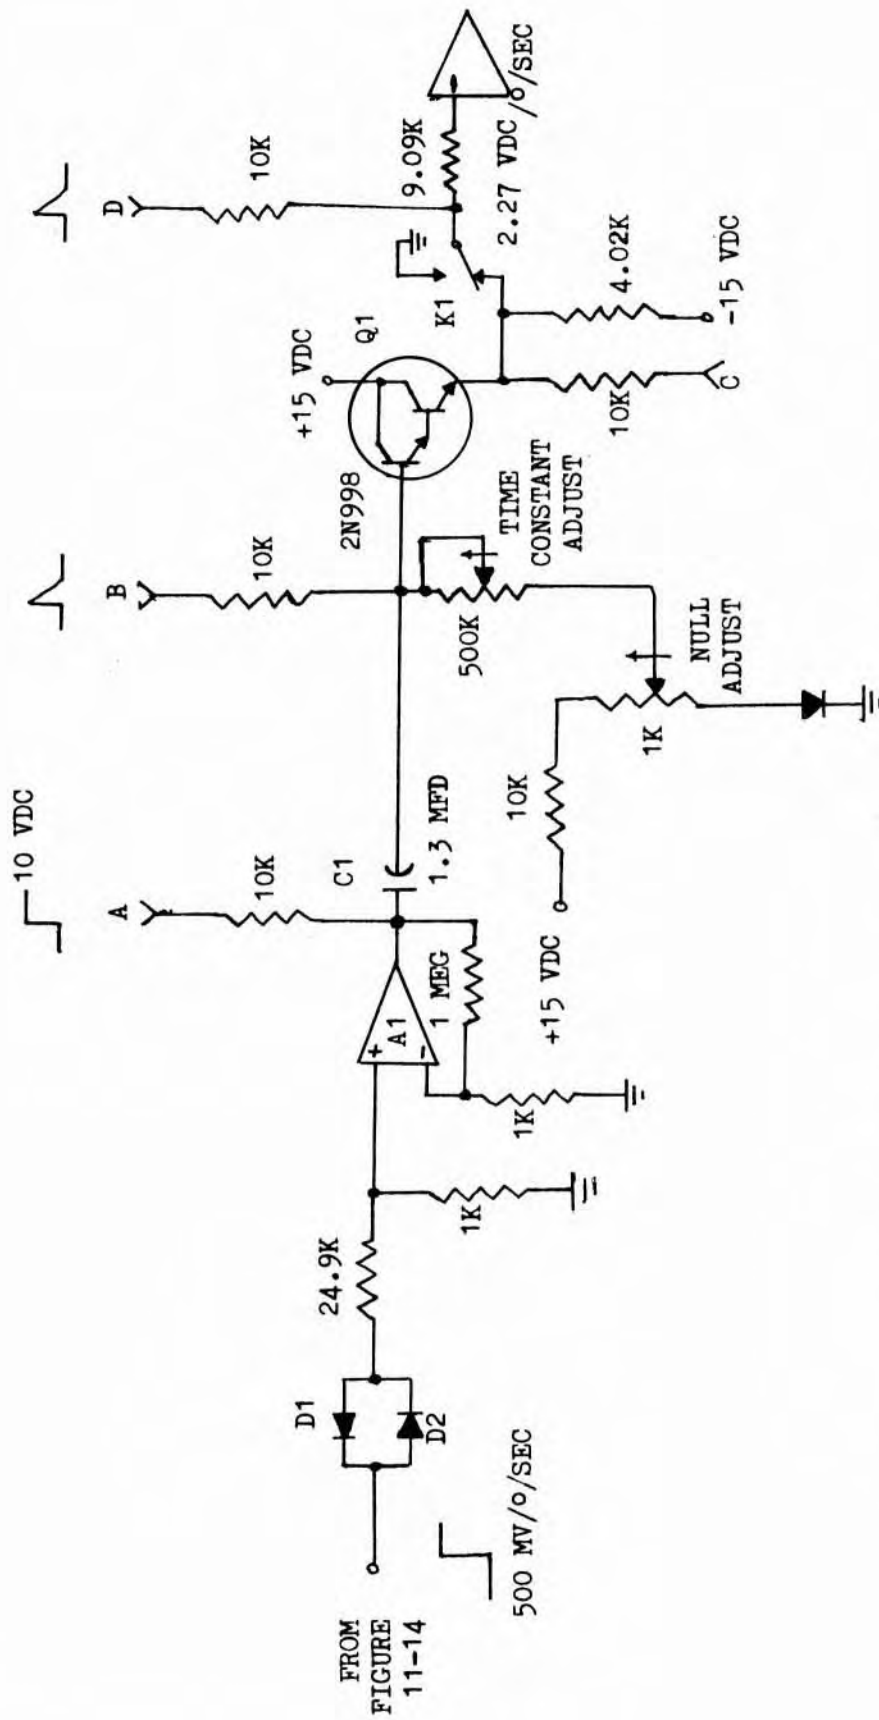 FROM
FIGURE
11-14
500 MV/°/SEC
D1
D2
24.9K
1K
+
A1
-
1K
1 MEG
10 VDC
A
10K
C1
1.3 MFD
+15 VDC
10K
1K
NULL
ADJUST
B
10K
500K
TIME
CONSTANT
ADJUST
2N998
+15 VDC
Q1
K1
10K
C
4.02K
-15 VDC
D
10K
9.09K
2.27 VDC/°/SEC